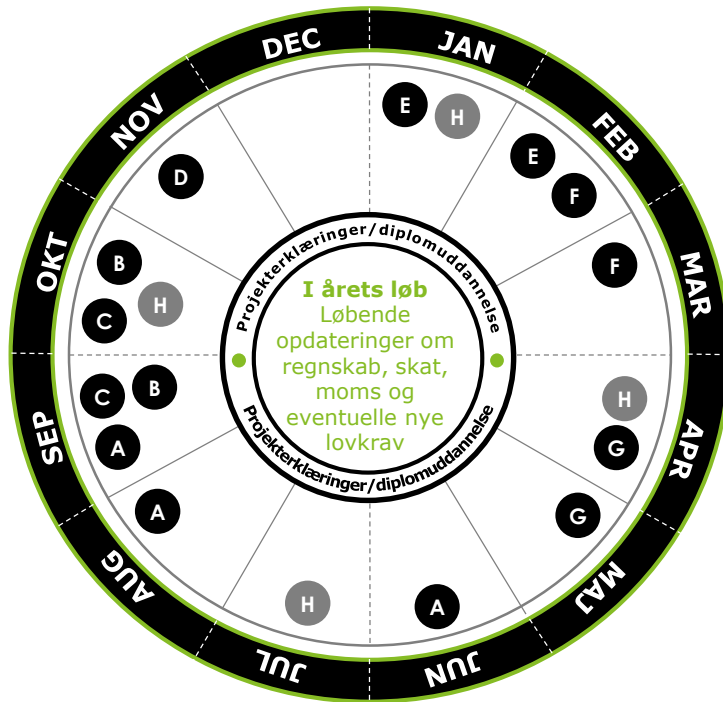 DEC
JAN
FEB
MAR
APR
MAJ
JUN
JUL
AUG
SEP
OKT
NOV
E
H
E
F
F
H
G
G
A
H
A
A
C
B
C
H
B
D
Projekterklæringer/diplomuddannelse
I årets løb
Løbende
opdateringer om
regnskab, skat,
moms og
eventuelle nye
lovkrav
Projekterklæringer/diplomuddannelse